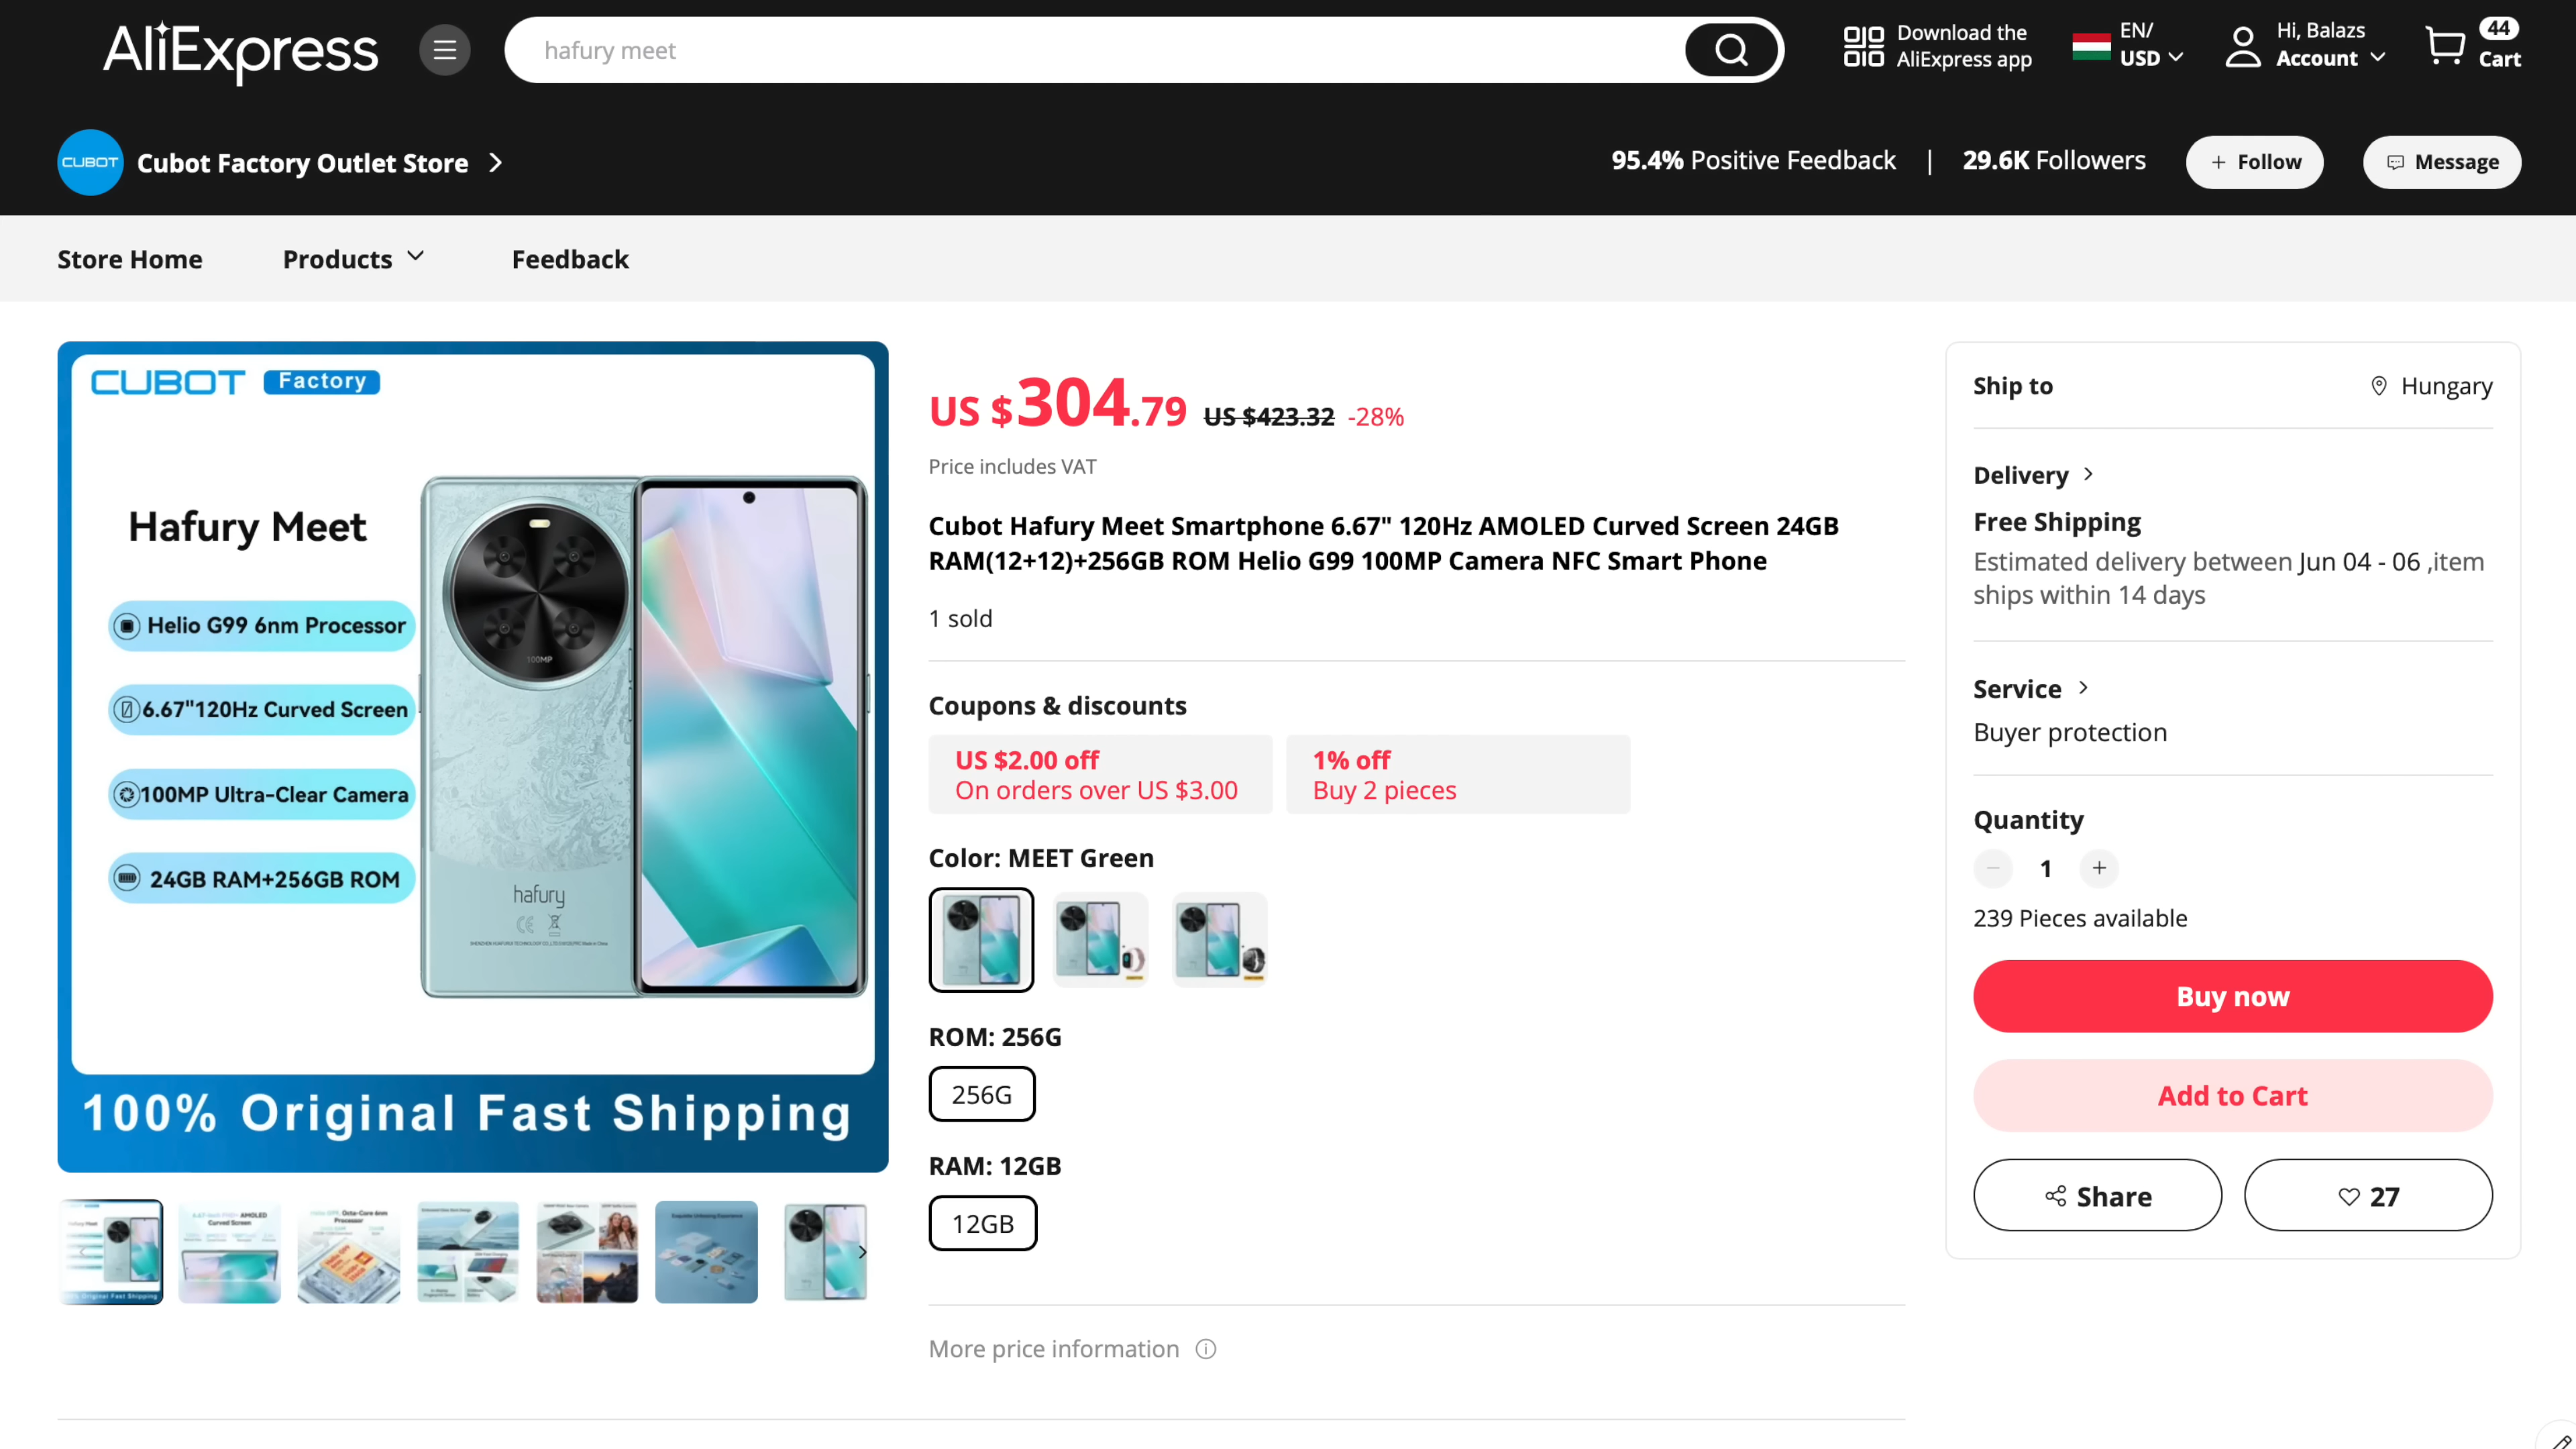 AliExpress
hafury meet
Download the
AliExpress app
EN/
USD
Hi, Balazs
Account
44
Cart
CUBOT
Cubot Factory Outlet Store
95.4% Positive Feedback | 29.6K Followers
+ Follow
Message
Store Home
Products
Feedback
CUBOT Factory
Hafury Meet
Helio G99 6nm Processor
6.67"120Hz Curved Screen
100MP Ultra-Clear Camera
24GB RAM+256GB ROM
100MP
hafury
100% Original Fast Shipping
US $304.79 US $423.32 -28%
Price includes VAT
Cubot Hafury Meet Smartphone 6.67" 120Hz AMOLED Curved Screen 24GB
RAM(12+12)+256GB ROM Helio G99 100MP Camera NFC Smart Phone
1 sold
Coupons & discounts
US $2.00 off
On orders over US $3.00
1% off
Buy 2 pieces
Color: MEET Green
ROM: 256G
256G
RAM: 12GB
12GB
More price information
Ship to
Hungary
Delivery
Free Shipping
Estimated delivery between Jun 04 - 06 ,item
ships within 14 days
Service
Buyer protection
Quantity
1
239 Pieces available
Buy now
Add to Cart
Share
27